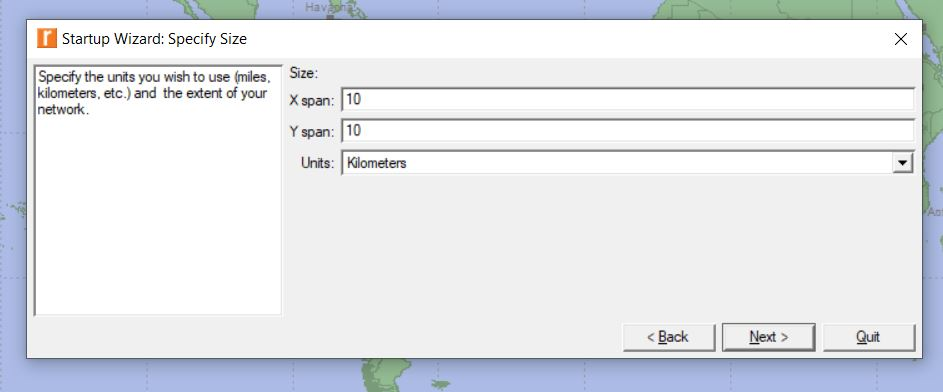 Havana
Startup Wizard: Specify Size
Specify the units you wish to use (miles,
kilometers, etc.) and the extent of your
network.
Size:
X span: 10
Y span: 10
Units: Kilometers
< Back
Next >
Quit